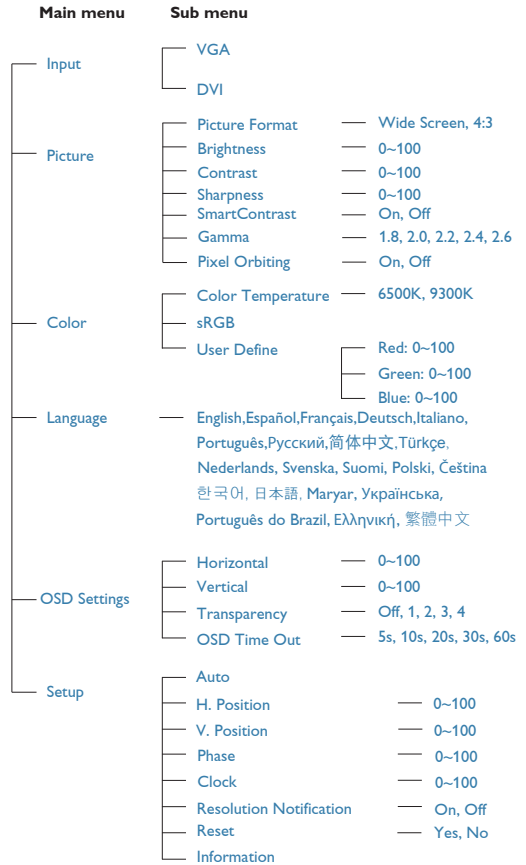 Main menu Sub menu
Input
VGA
DVI
Picture
Picture Format Wide Screen, 4:3
Brightness 0~100
Contrast 0~100
Sharpness 0~100
SmartContrast On, Off
Gamma 1.8, 2.0, 2.2, 2.4, 2.6
Pixel Orbiting On, Off
Color
Color Temperature 6500K, 9300K
sRGB
User Define Red: 0~100
Green: 0~100
Blue: 0~100
Language English,Español,Français,Deutsch,Italiano,
Português,Русский,简体中文,Türkçe,
Nederlands, Svenska, Suomi, Polski, Čeština
한국어, 日本語, Maryar, Українська,
Português do Brazil, Ελληνική, 繁體中文
OSD Settings
Horizontal 0~100
Vertical 0~100
Transparency Off, 1, 2, 3, 4
OSD Time Out 5s, 10s, 20s, 30s, 60s
Setup
Auto
H. Position 0~100
V. Position 0~100
Phase 0~100
Clock 0~100
Resolution Notification On, Off
Reset Yes, No
Information